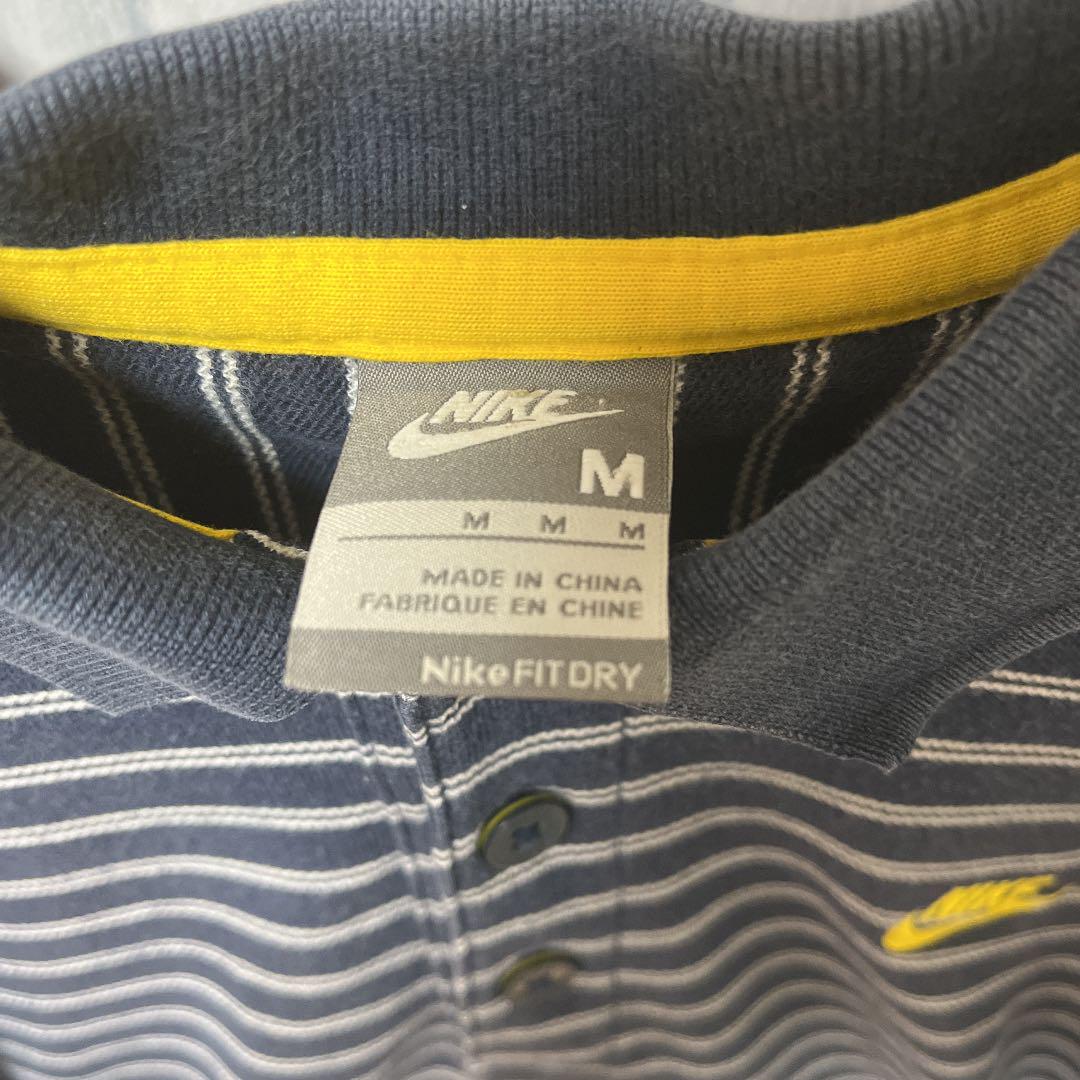 NIKE
M
M M M
MADE IN CHINA
FABRIQUE EN CHINE
NikeFITDRY
NIKE